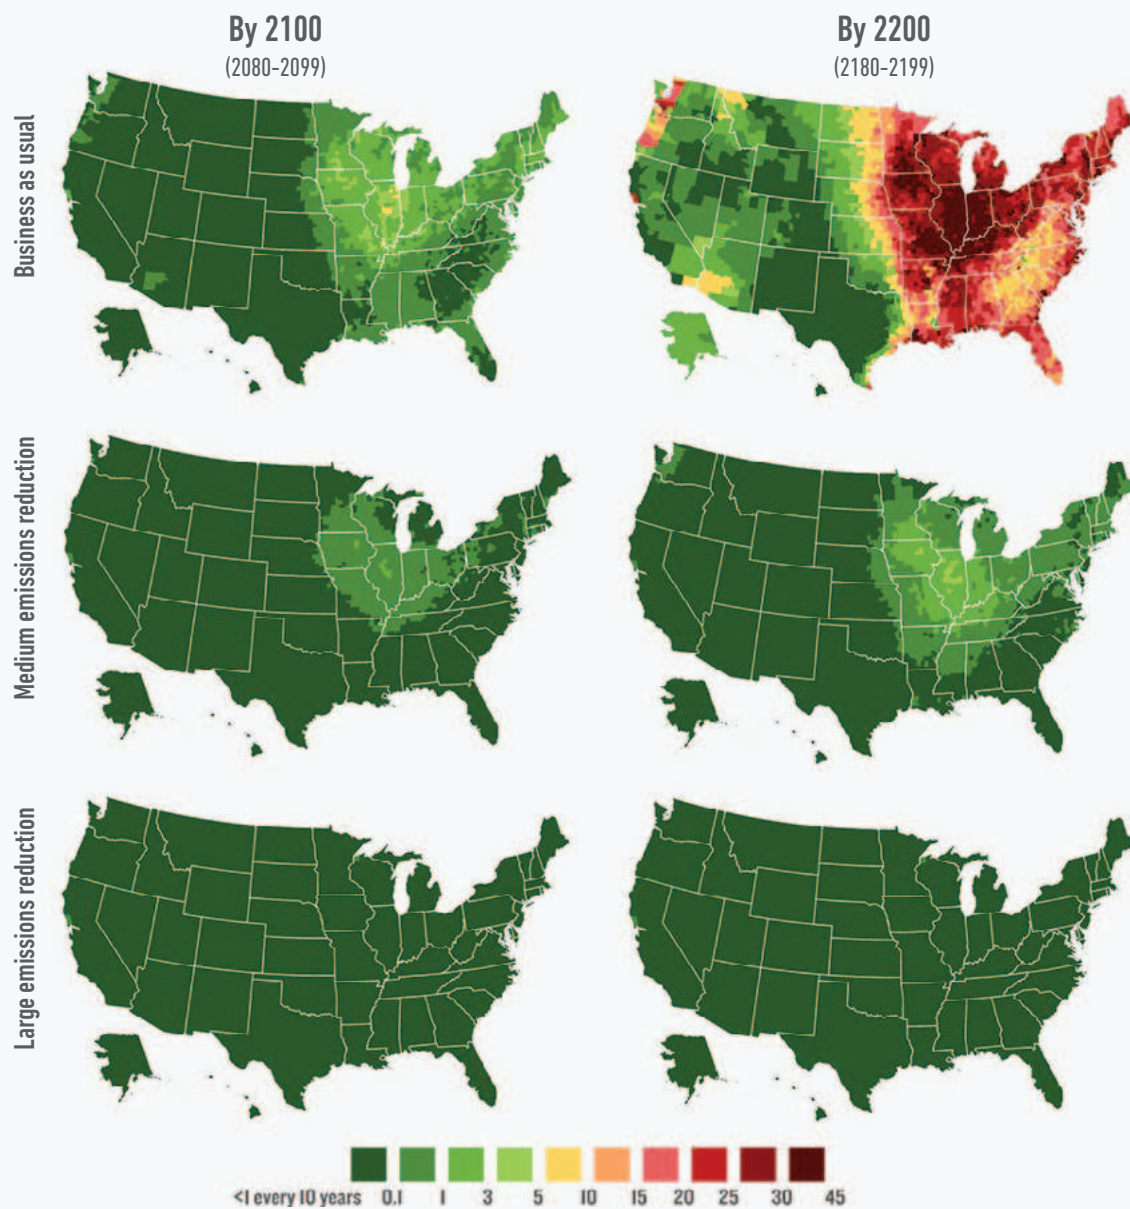 By 2100
(2080-2099)
By 2200
(2180-2199)
Business as usual
Medium emissions reduction
Large emissions reduction
<1 every 10 years 0.1 1 3 5 10 15 20 25 30 45